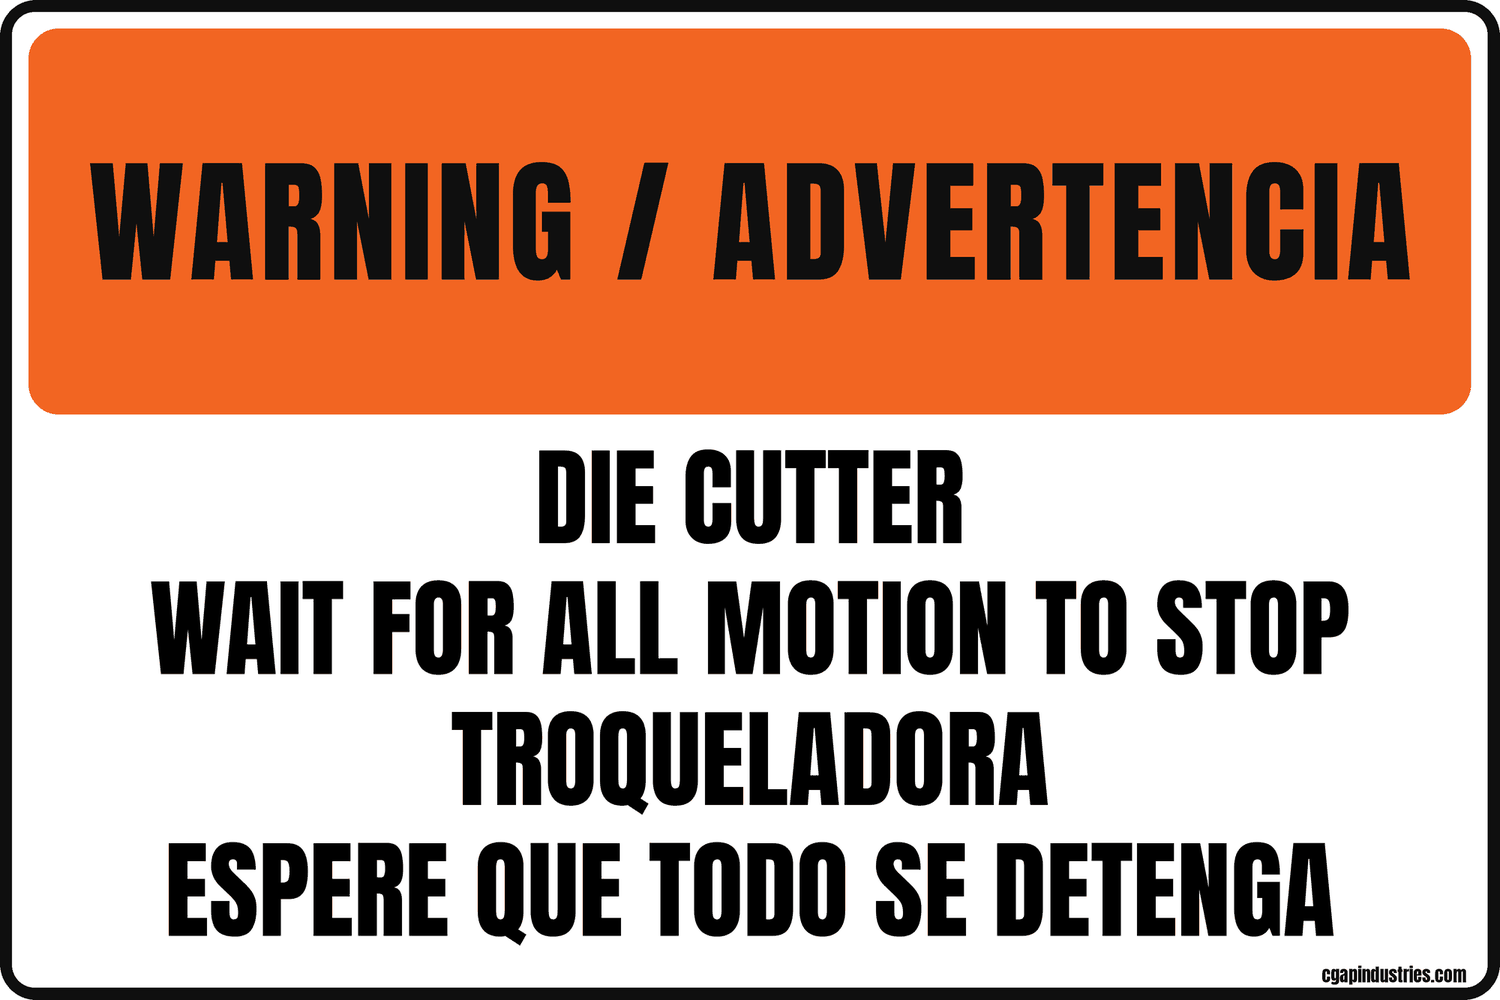 WARNING / ADVERTENCIA
DIE CUTTER
WAIT FOR ALL MOTION TO STOP
TROQUELADORA
ESPERE QUE TODO SE DETENGA
cgapindustries.com